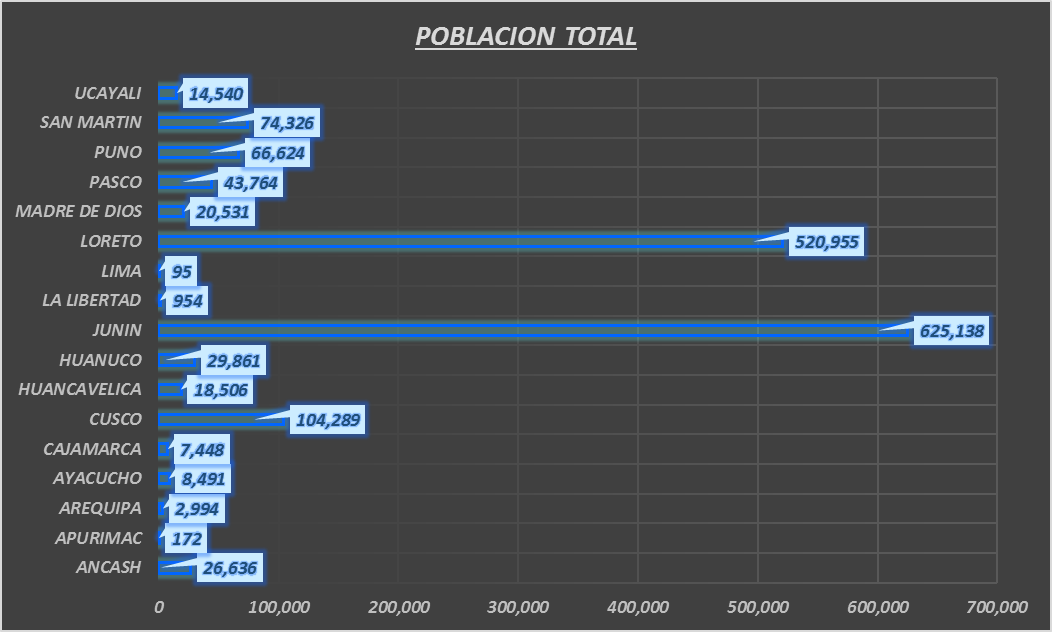 POBLACION TOTAL
UCAYALI 14,540
SAN MARTIN 74,326
PUNO 66,624
PASCO 43,764
MADRE DE DIOS 20,531
LORETO 520,955
LIMA 95
LA LIBERTAD 954
JUNIN 625,138
HUANUCO 29,861
HUANCAVELICA 18,506
CUSCO 104,289
CAJAMARCA 7,448
AYACUCHO 8,491
AREQUIPA 2,994
APURIMAC 172
ANCASH 26,636
0 100,000 200,000 300,000 400,000 500,000 600,000 700,000